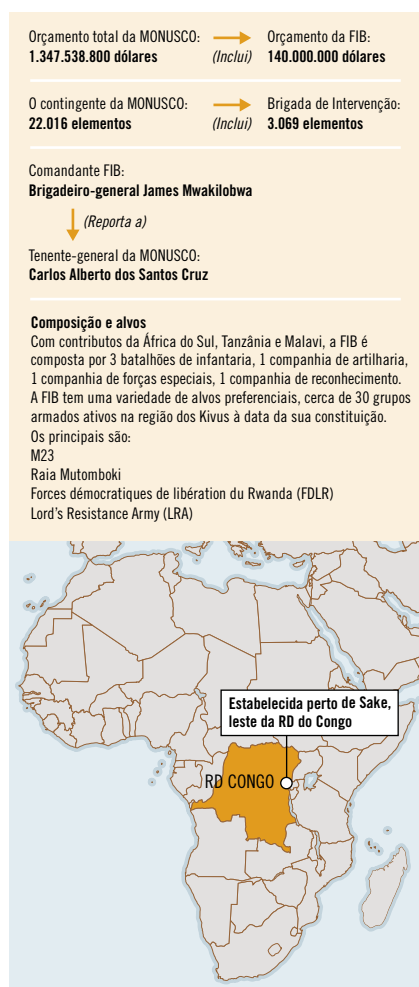 Orçamento total da MONUSCO:
1.347.538.800 dólares
(Inclui)
Orçamento da FIB:
140.000.000 dólares
O contingente da MONUSCO:
22.016 elementos
(Inclui)
Brigada de Intervenção:
3.069 elementos
Comandante FIB:
Brigadeiro-general James Mwakilobwa
(Reporta a)
Tenente-general da MONUSCO:
Carlos Alberto dos Santos Cruz
Composição e alvos
Com contributos da África do Sul, Tanzânia e Malavi, a FIB é
composta por 3 batalhões de infantaria, 1 companhia de artilharia,
1 companhia de forças especiais, 1 companhia de reconhecimento.
A FIB tem uma variedade de alvos preferenciais, cerca de 30 grupos
armados ativos na região dos Kivus à data da sua constituição.
Os principais são:
M23
Raia Mutomboki
Forces démocratiques de libération du Rwanda (FDLR)
Lord's Resistance Army (LRA)
Estabelecida perto de Sake,
leste da RD do Congo
RD CONGO